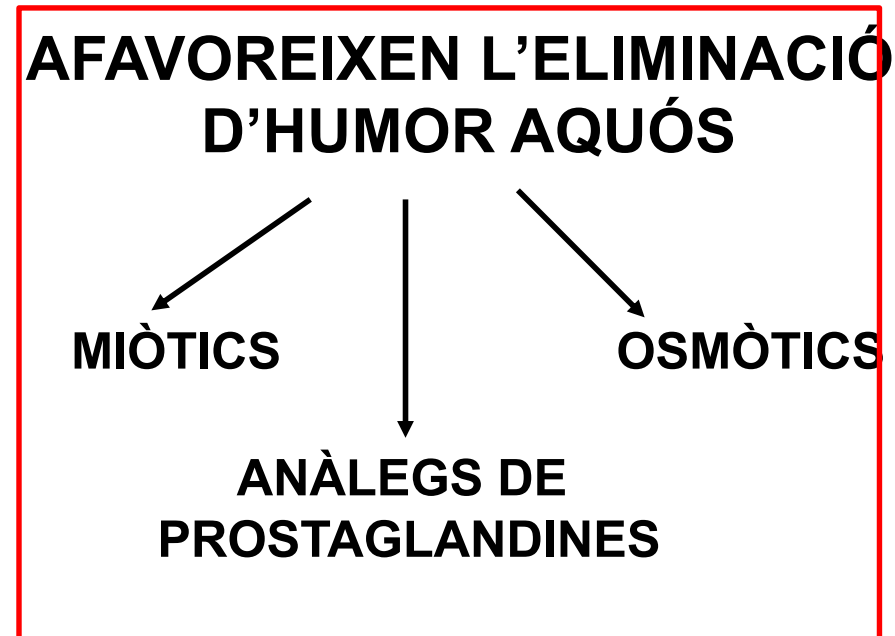 AFAVOREIXEN L’ELIMINACIÓ
D’HUMOR AQUÓS
MIÒTICS
OSMÒTICS
ANÀLEGS DE
PROSTAGLANDINES